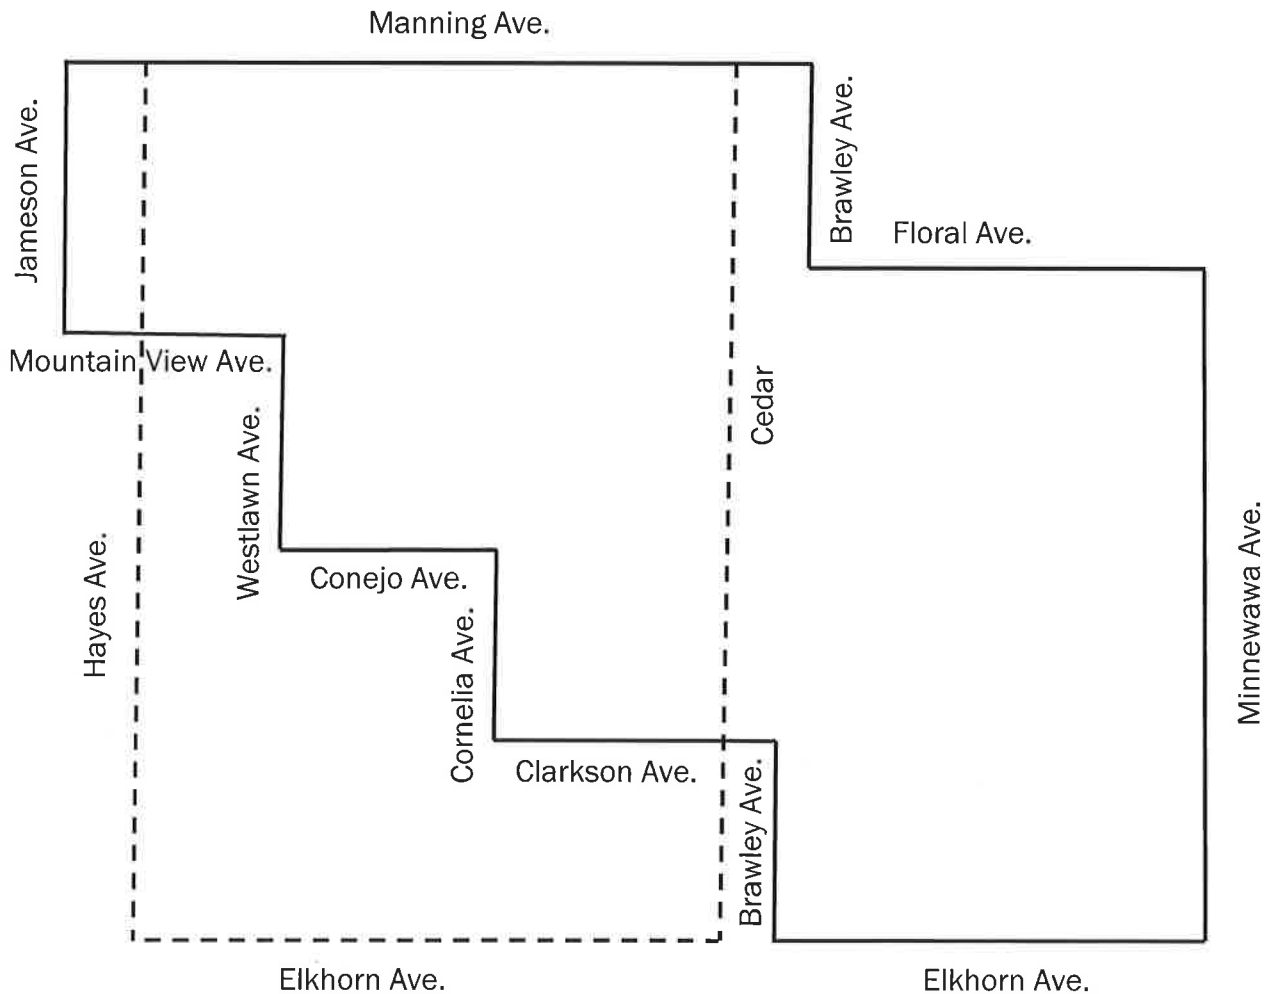 Manning Ave.
Jameson Ave.
Brawley Ave.
Floral Ave.
Mountain View Ave.
Cedar
Westlawn Ave.
Hayes Ave.
Minnewawa Ave.
Conejo Ave.
Cornelia Ave.
Clarkson Ave.
Brawley Ave.
Elkhorn Ave.
Elkhorn Ave.